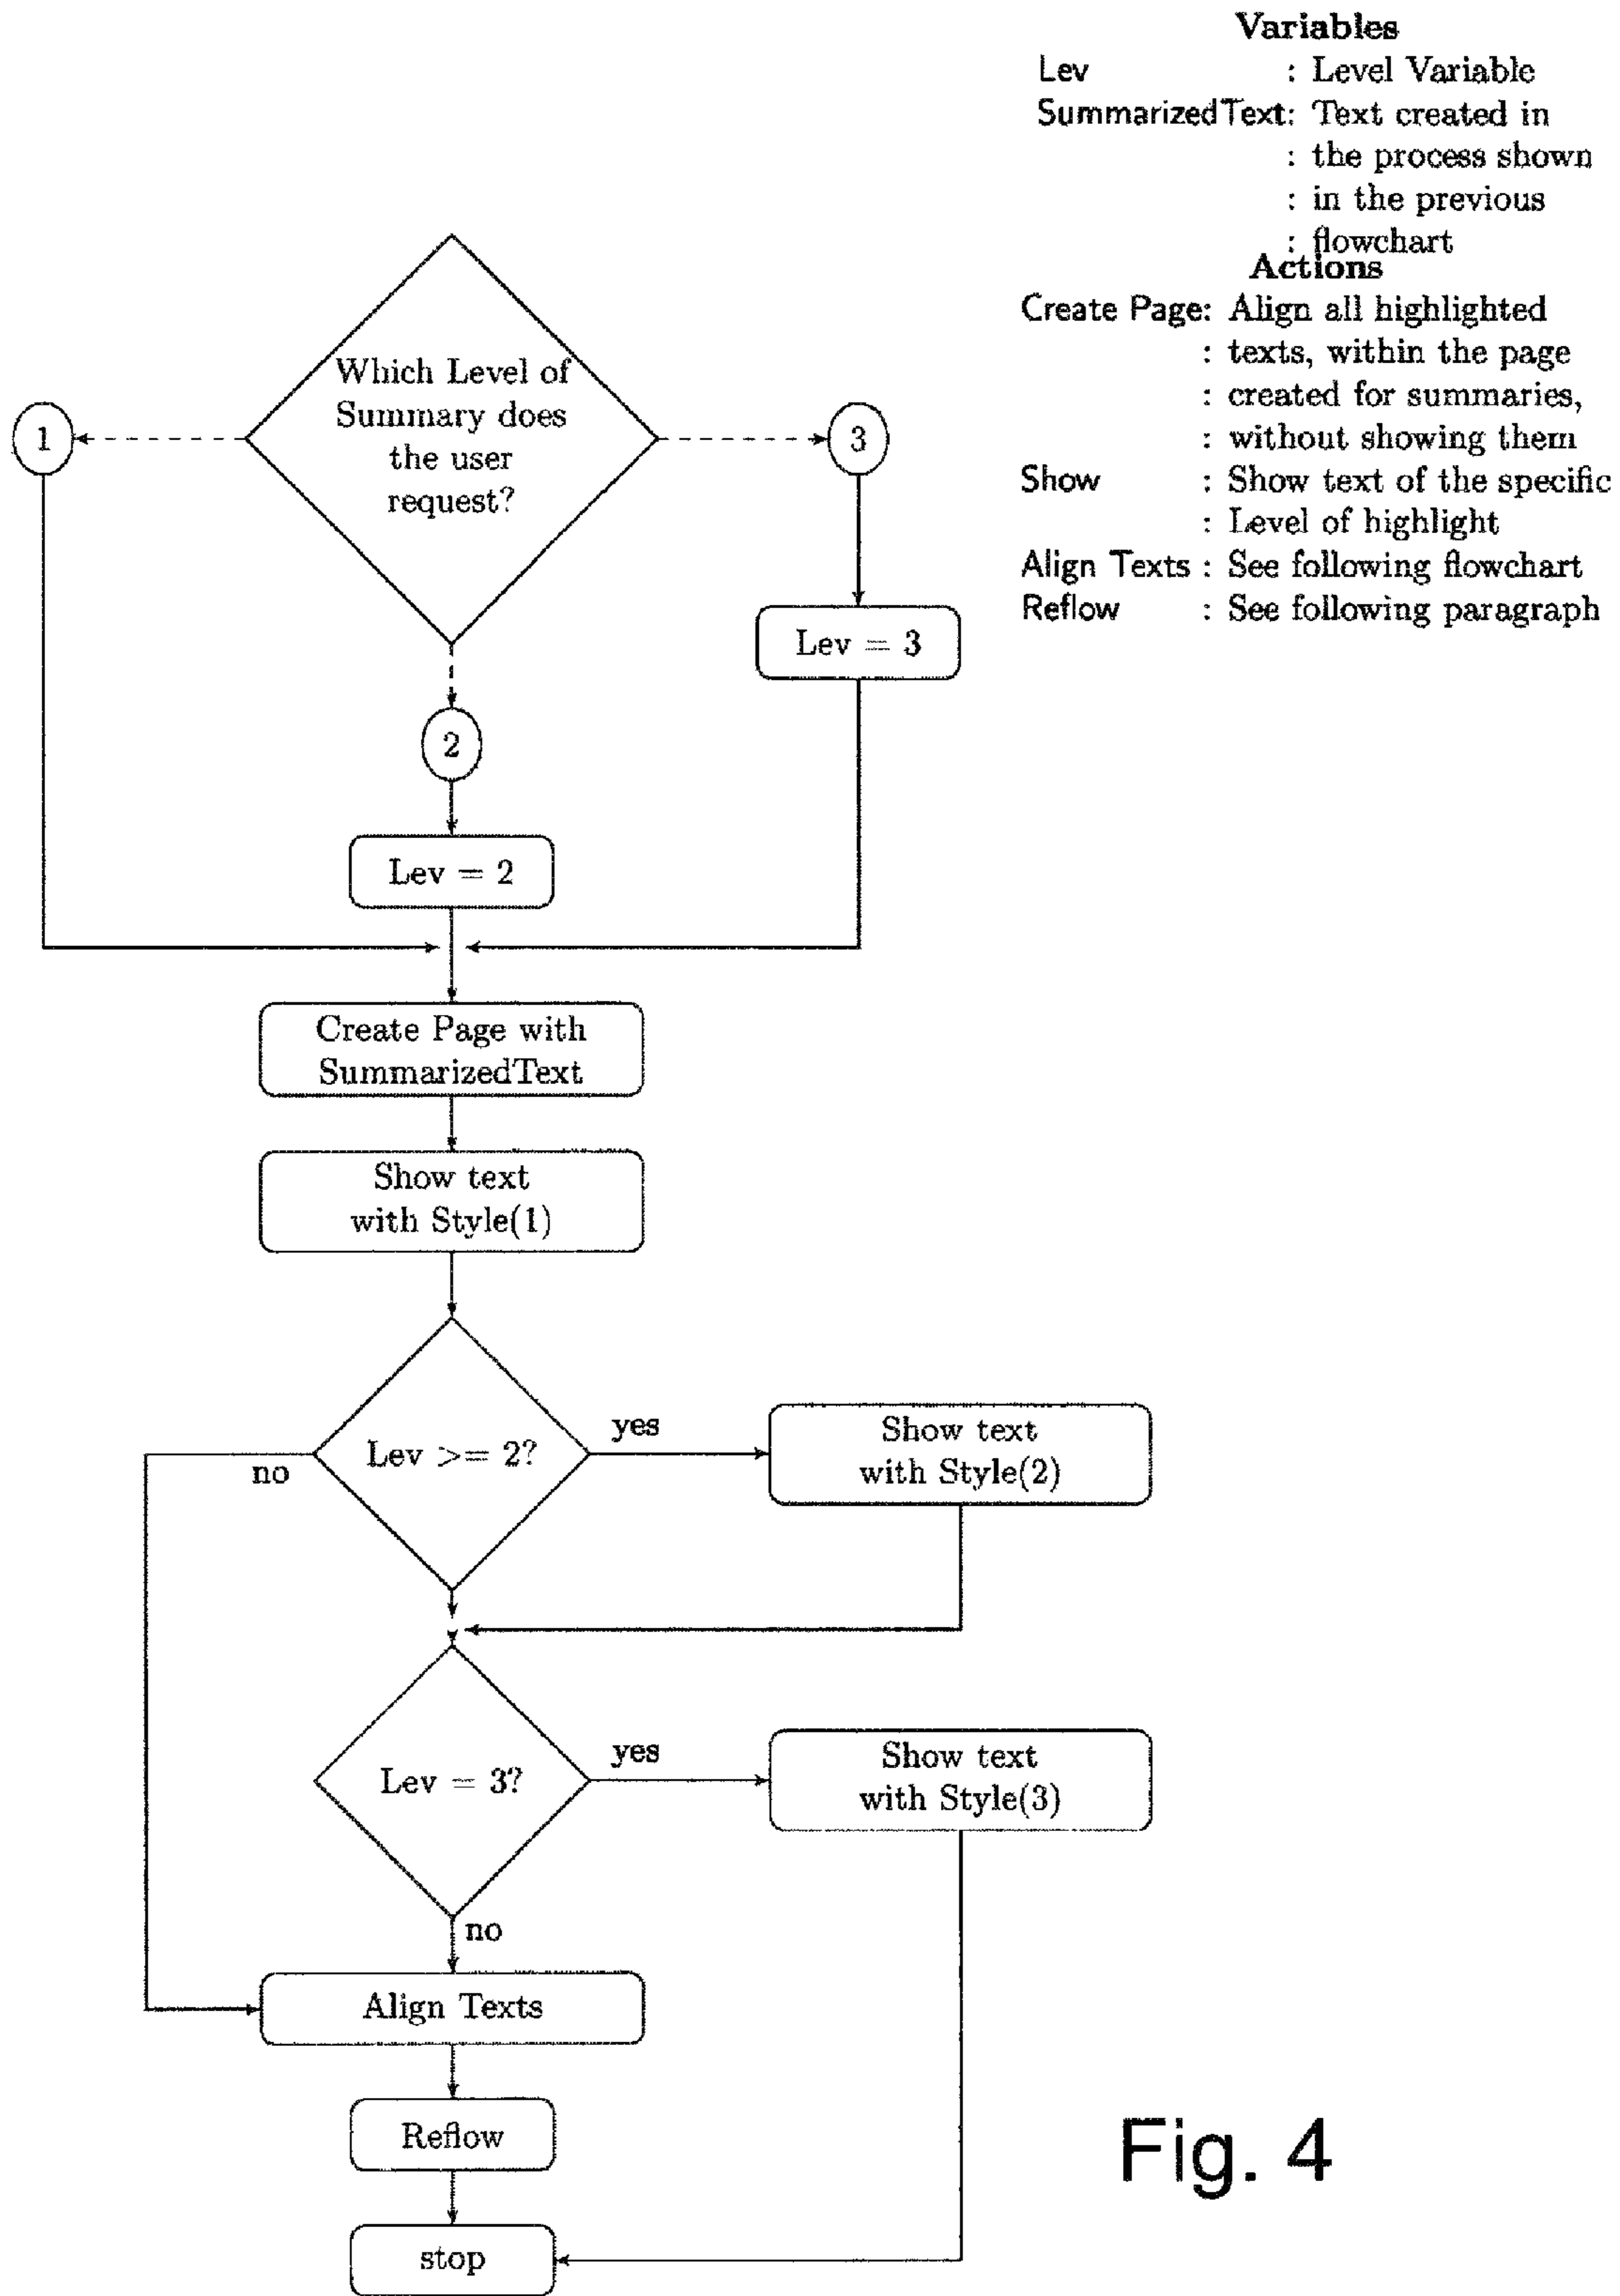 Variables
Lev : Level Variable
SummarizedText: Text created in
: the process shown
: in the previous
: flowchart
Actions
Create Page: Align all highlighted
: texts, within the page
: created for summaries,
: without showing them
Show : Show text of the specific
: Level of highlight
Align Texts : See following flowchart
Reflow : See following paragraph
Which Level of
Summary does
the user
request?
1
3
Lev = 3
2
Lev = 2
Create Page with
SummarizedText
Show text
with Style(1)
Lev >= 2?
yes
no
Show text
with Style(2)
Lev = 3?
yes
Show text
with Style(3)
no
Align Texts
Reflow
stop
Fig. 4